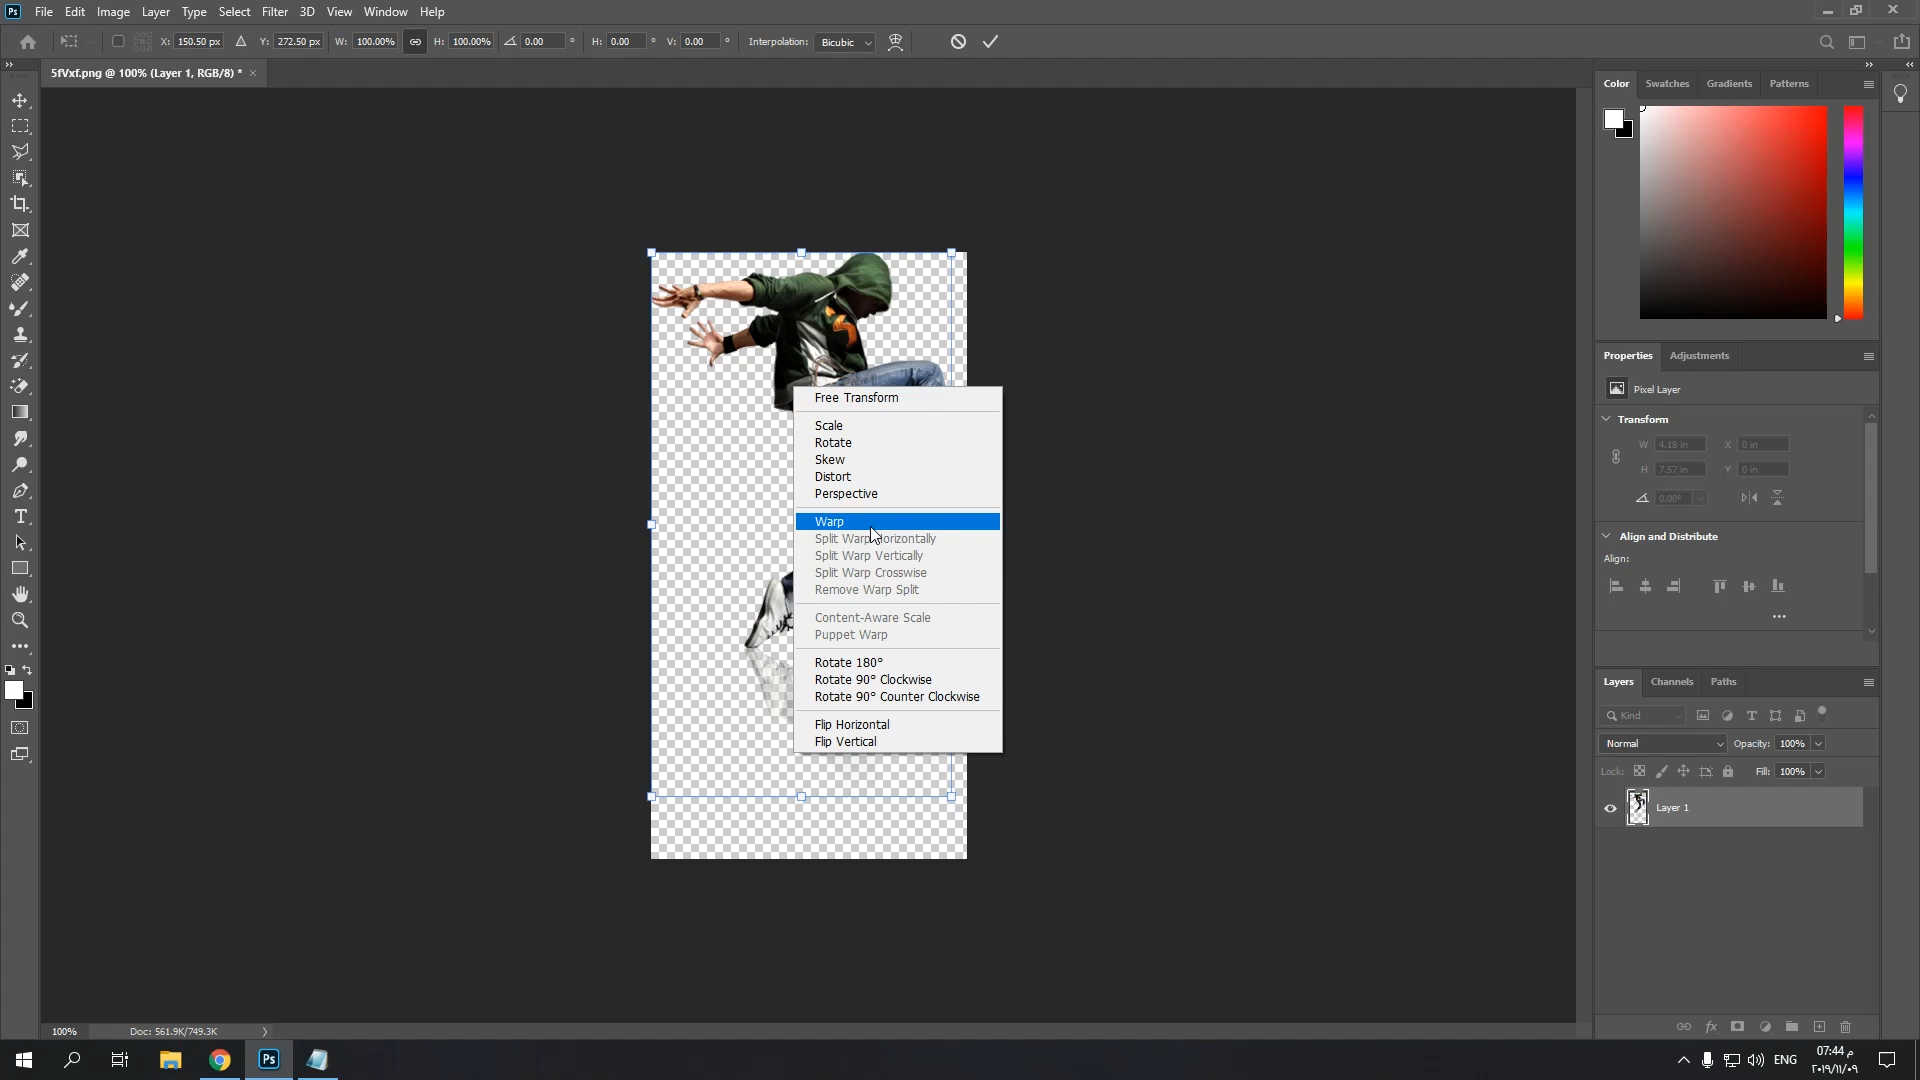 Ps File Edit Image Layer Type Select Filter 3D View Window Help
X: 150.50 px Y: 272.50 px W: 100.00% H: 100.00% 0.00 ° H: 0.00 ° V: 0.00 ° Interpolation: Bicubic
5fVxf.png @ 100% (Layer 1, RGB/8) * ×
Color Swatches Gradients Patterns
Properties Adjustments
Pixel Layer
Transform
W 4.18 in X 0 in
H 7.57 in Y 0 in
0.00°
Align and Distribute
Align:
Free Transform
Scale
Rotate
Skew
Distort
Perspective
Warp
Split Warp Horizontally
Split Warp Vertically
Split Warp Crosswise
Remove Warp Split
Content-Aware Scale
Puppet Warp
Rotate 180°
Rotate 90° Clockwise
Rotate 90° Counter Clockwise
Flip Horizontal
Flip Vertical
Layers Channels Paths
Kind
Normal Opacity: 100%
Lock: Fill: 100%
Layer 1
fx
100% Doc: 561.9K/749.3K
Ps
ENG
07:44 م
٢٠١٩/١١/٠٩